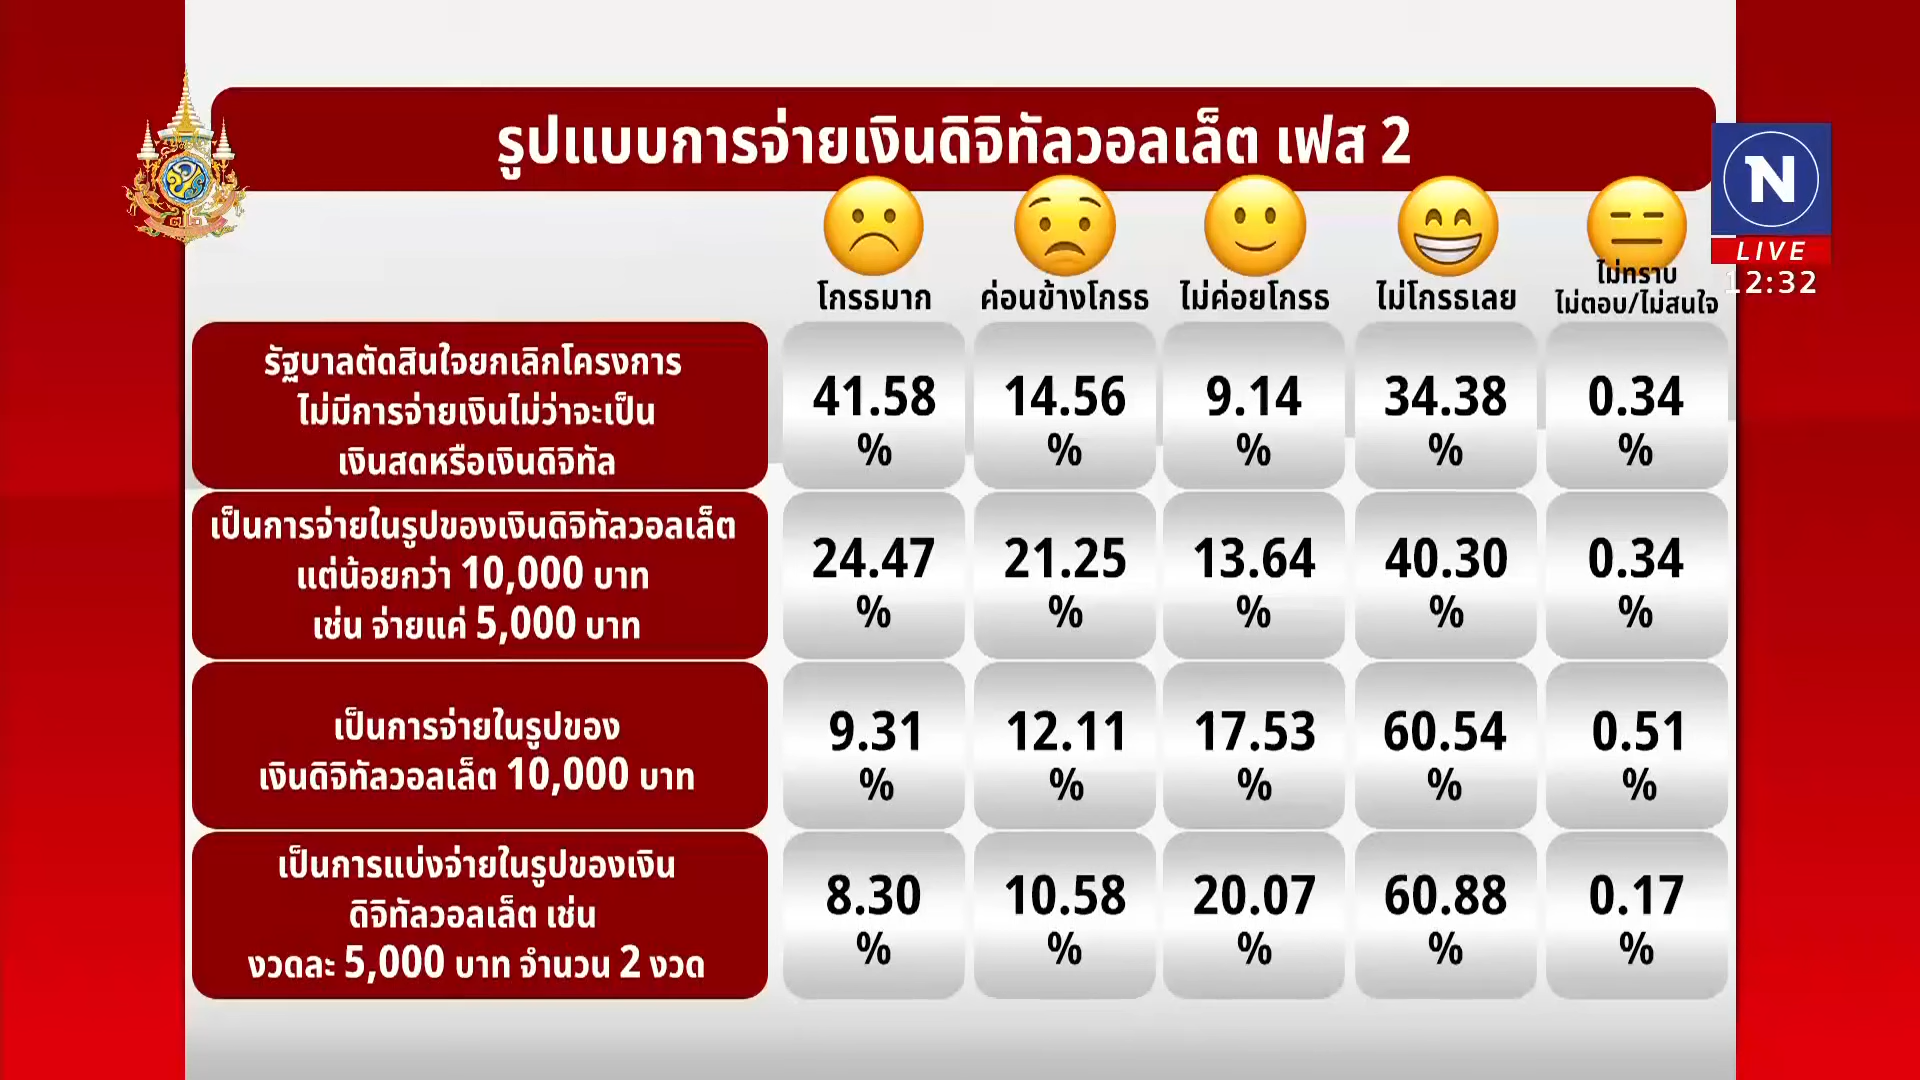 รูปแบบการจ่ายเงินดิจิทัลวอลเล็ต เฟส 2
N
LIVE
12:32
โกรธมาก
ค่อนข้างโกรธ
ไม่ค่อยโกรธ
ไม่โกรธเลย
ไม่ทราบ
ไม่ตอบ/ไม่สนใจ
รัฐบาลตัดสินใจยกเลิกโครงการ
ไม่มีการจ่ายเงินไม่ว่าจะเป็น
เงินสดหรือเงินดิจิทัล
41.58 %
14.56 %
9.14 %
34.38 %
0.34 %
เป็นการจ่ายในรูปของเงินดิจิทัลวอลเล็ต
แต่น้อยกว่า 10,000 บาท
เช่น จ่ายแค่ 5,000 บาท
24.47 %
21.25 %
13.64 %
40.30 %
0.34 %
เป็นการจ่ายในรูปของ
เงินดิจิทัลวอลเล็ต 10,000 บาท
9.31 %
12.11 %
17.53 %
60.54 %
0.51 %
เป็นการแบ่งจ่ายในรูปของเงิน
ดิจิทัลวอลเล็ต เช่น
งวดละ 5,000 บาท จำนวน 2 งวด
8.30 %
10.58 %
20.07 %
60.88 %
0.17 %